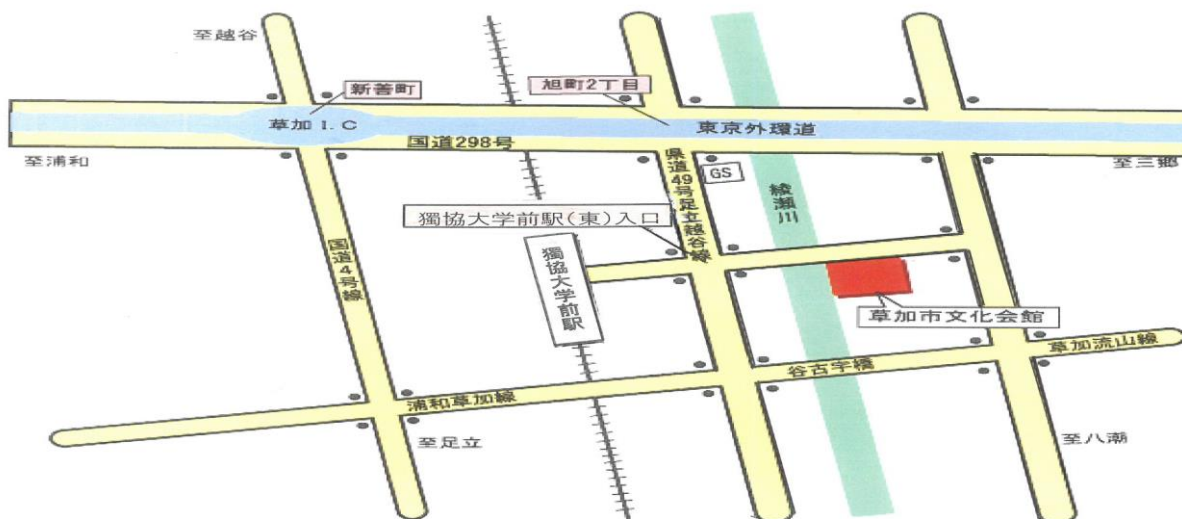 至越谷
新善町
旭町2丁目
草加I.C
東京外環道
国道298号
至浦和
至三郷
県道49号足立越谷線
GS
綾瀬川
獨協大学前駅(東)入口
国道4号線
獨協大学前駅
草加市文化会館
草加流山線
谷古宇橋
浦和草加線
至足立
至八潮